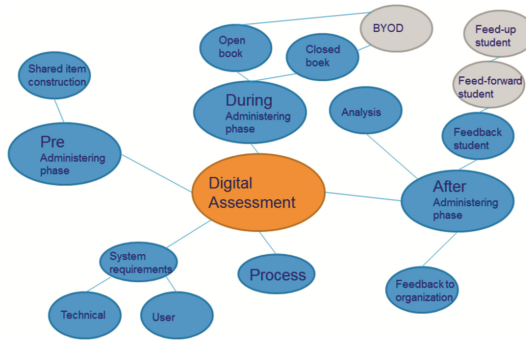 BYOD
Feed-up
student
Open
book
Closed
boek
Shared item
construction
Feed-forward
student
During
Administering
phase
Analysis
Feedback
student
Pre
Administering
phase
Digital
Assessment
After
Administering
phase
System
requirements
Process
Feedback to
organization
Technical
User